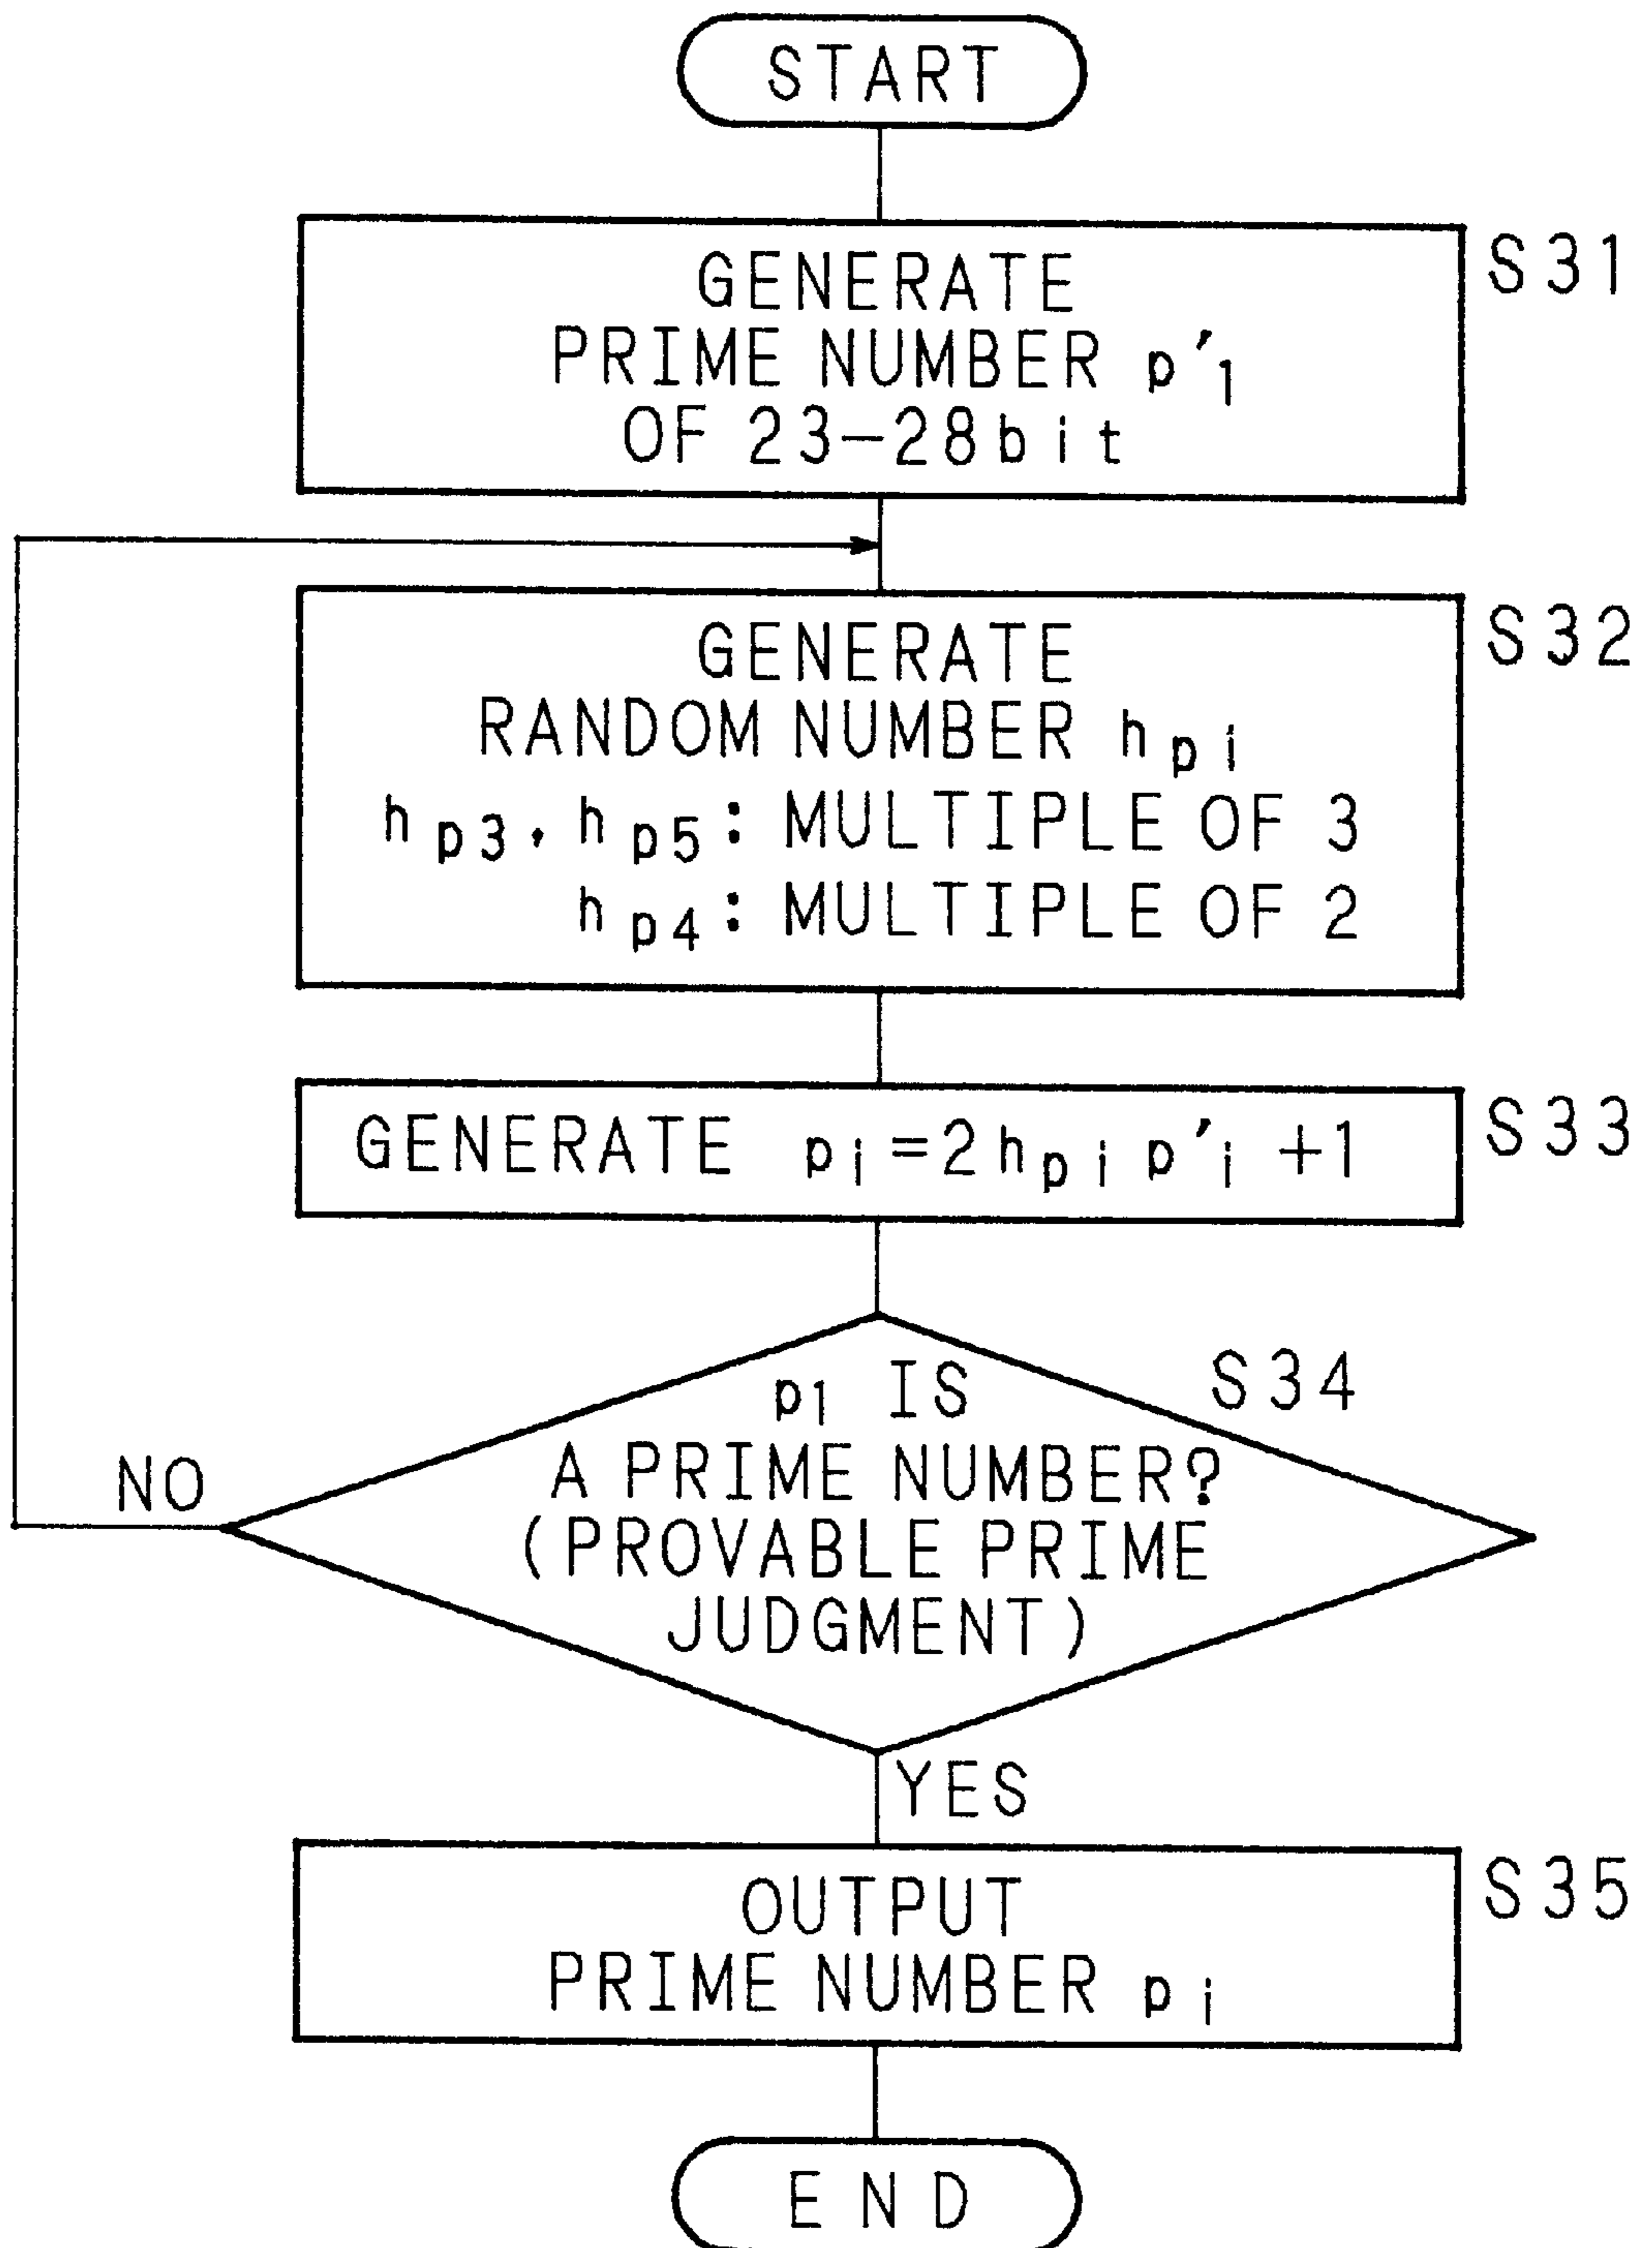 START
GENERATE
PRIME NUMBER p'₁
OF 23-28bit
S31
GENERATE
RANDOM NUMBER hₚᵢ
hₚ₃, hₚ₅: MULTIPLE OF 3
hₚ₄: MULTIPLE OF 2
S32
GENERATE pᵢ=2hₚᵢp'ᵢ+1
S33
p₁ IS
A PRIME NUMBER?
(PROVABLE PRIME
JUDGMENT)
S34
NO
YES
OUTPUT
PRIME NUMBER pᵢ
S35
END